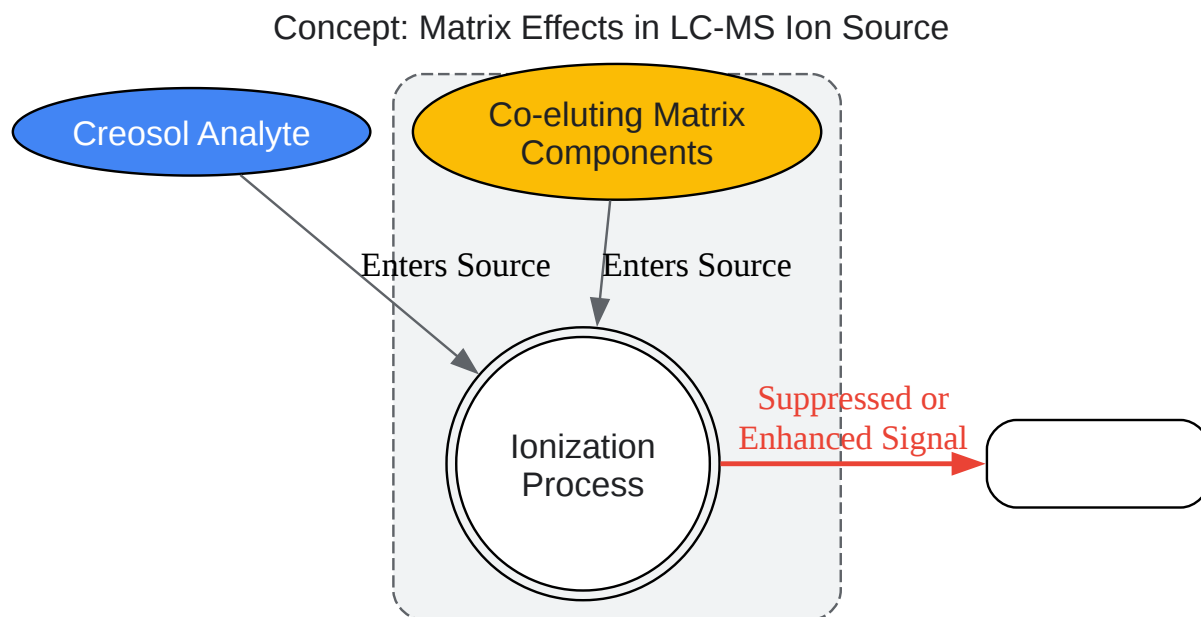 Concept: Matrix Effects in LC-MS Ion Source
Creosol Analyte
Co-eluting Matrix
Components
Enters Source
Enters Source
Suppressed or
Enhanced Signal
Ionization
Process